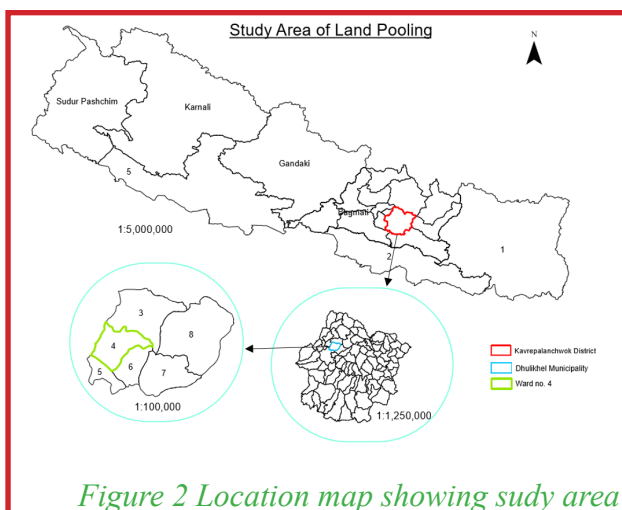 Study Area of Land Pooling
N
Sudur Pashchim
Karnali
Gandaki
5
Bagmati
1
2
1:5,000,000
3
8
4
5
6
7
1:100,000
1:1,250,000
Kavrepalanchwok District
Dhulikhel Municipality
Ward no. 4
Figure 2 Location map showing sudy area